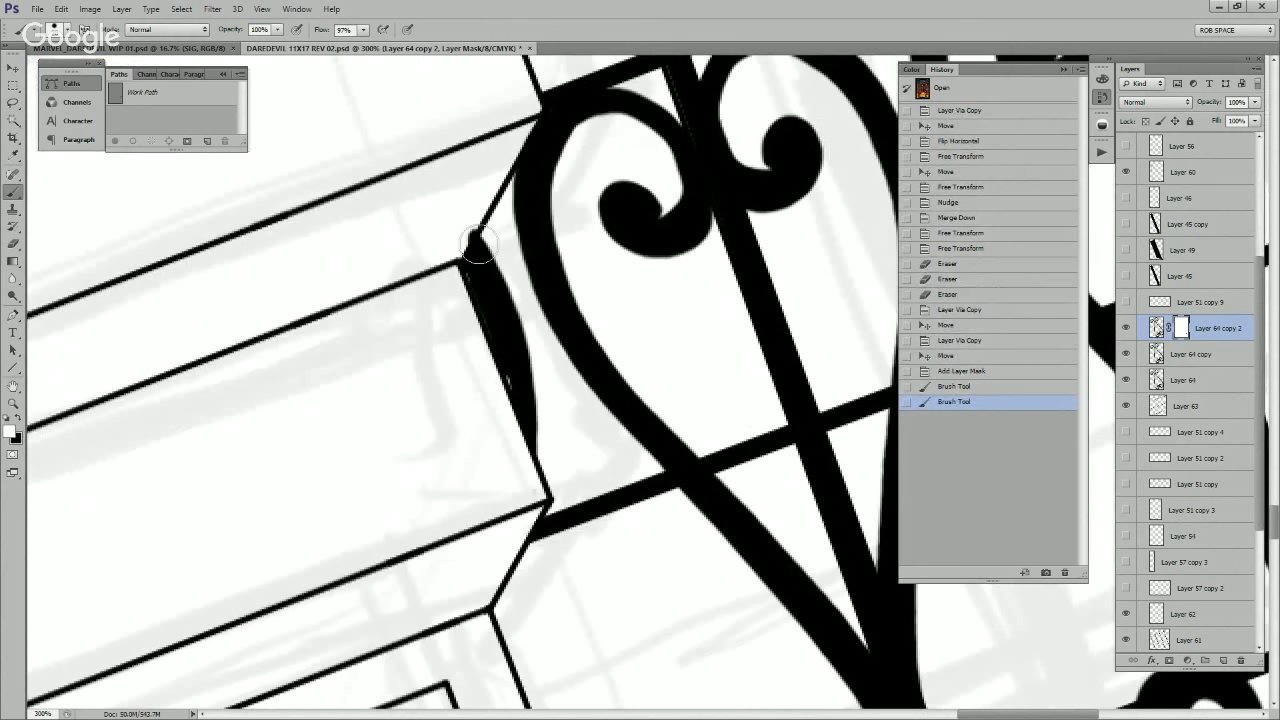 Ps File Edit Image Layer Type Select Filter 3D View Window Help
Mode: Normal Opacity: 100% Flow: 97% ROB SPACE
Google
MARVEL_DAREDEVIL WIP 01.psd @ 16.7% (SIG, RGB/8) × DAREDEVIL 11X17 REV 02.psd @ 300% (Layer 64 copy 2, Layer Mask/8/CMYK) * ×
Paths
Channels
Character
Paragraph
Paths Chann Chara Paragr
Work Path
Color History
Open
Layer Via Copy
Move
Flip Horizontal
Free Transform
Move
Free Transform
Nudge
Merge Down
Free Transform
Free Transform
Eraser
Eraser
Eraser
Layer Via Copy
Move
Layer Via Copy
Move
Add Layer Mask
Brush Tool
Brush Tool
Layers
Kind
Normal Opacity: 100%
Lock: Fill: 100%
Layer 56
Layer 60
Layer 46
Layer 45 copy
Layer 49
Layer 45
Layer 51 copy 9
Layer 64 copy 2
Layer 64 copy
Layer 64
Layer 63
Layer 51 copy 4
Layer 51 copy 2
Layer 51 copy
Layer 51 copy 3
Layer 54
Layer 57 copy 3
Layer 57 copy 2
Layer 62
Layer 61
300% Doc: 50.0M/543.7M